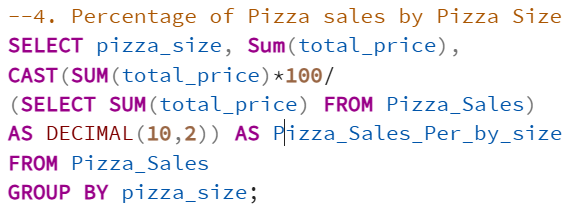 --4. Percentage of Pizza sales by Pizza Size
SELECT pizza_size, Sum(total_price),
CAST(SUM(total_price)*100/
(SELECT SUM(total_price) FROM Pizza_Sales)
AS DECIMAL(10,2)) AS Pizza_Sales_Per_by_size
FROM Pizza_Sales
GROUP BY pizza_size;